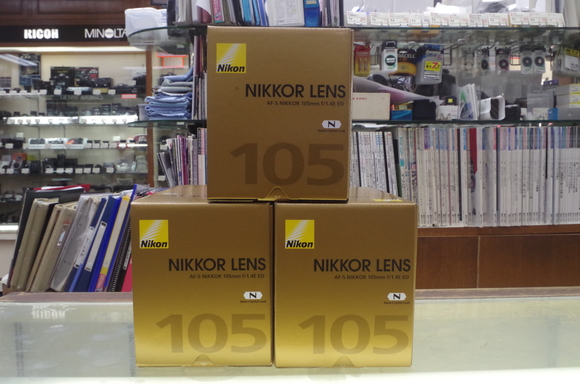 RICOH
MINOLTA
Nikon
NIKKOR LENS
AF-S NIKKOR 105mm f/1.4E ED
N
105
Nikon
NIKKOR LENS
AF-S NIKKOR 105mm f/1.4E ED
N
105
Nikon
NIKKOR LENS
AF-S NIKKOR 105mm f/1.4E ED
N
105